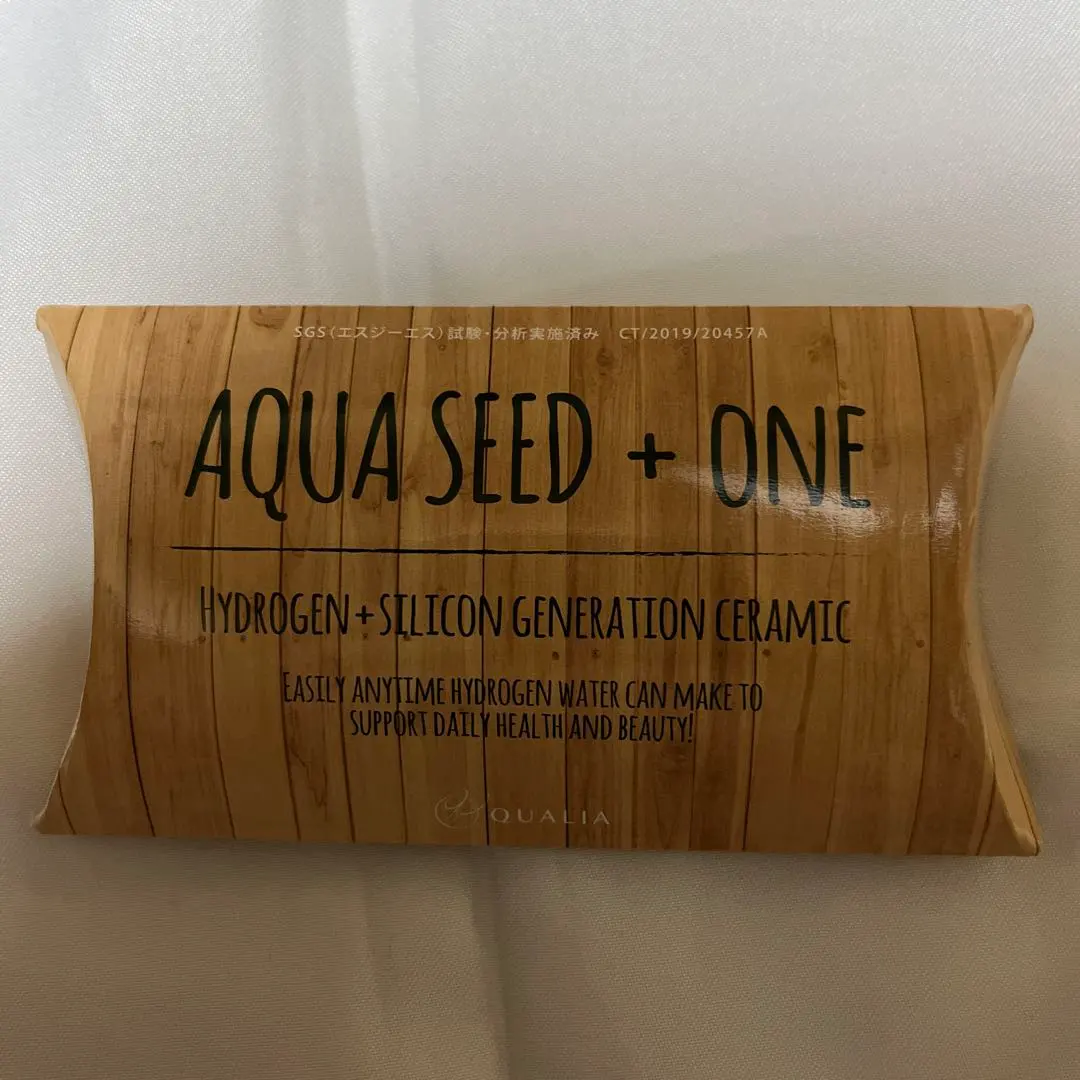 SGS(エスジーエス)試験・分析実施済み CT/2019/20457A
AQUA SEED + ONE
HYDROGEN+SILICON GENERATION CERAMIC
EASILY ANYTIME HYDROGEN WATER CAN MAKE TO
SUPPORT DAILY HEALTH AND BEAUTY!
QUALIA